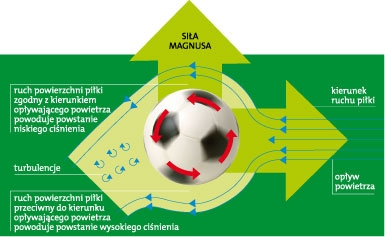 SIŁA
MAGNUSA
ruch powierzchni piłki
zgodny z kierunkiem
opływającego powietrza
powoduje powstanie
niskiego ciśnienia
kierunek
ruchu piłki
turbulencje
opływ
powietrza
ruch powierzchni piłki
przeciwny do kierunku
opływającego powietrza
powoduje powstanie wysokiego ciśnienia